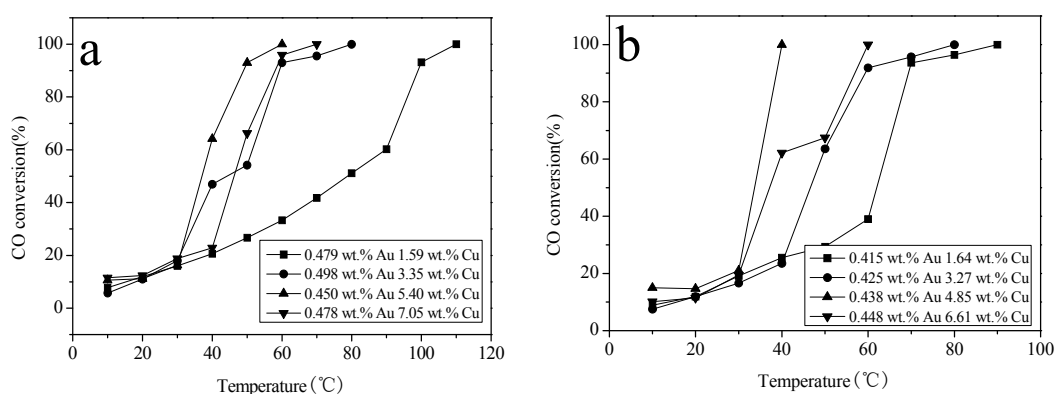 a
100
80
60
40
20
0
CO conversion(%)
0.479 wt.% Au 1.59 wt.% Cu
0.498 wt.% Au 3.35 wt.% Cu
0.450 wt.% Au 5.40 wt.% Cu
0.478 wt.% Au 7.05 wt.% Cu
0 20 40 60 80 100 120
Temperature(℃)
b
100
80
60
40
20
0
CO conversion(%)
0.415 wt.% Au 1.64 wt.% Cu
0.425 wt.% Au 3.27 wt.% Cu
0.438 wt.% Au 4.85 wt.% Cu
0.448 wt.% Au 6.61 wt.% Cu
0 20 40 60 80 100
Temperature(℃)